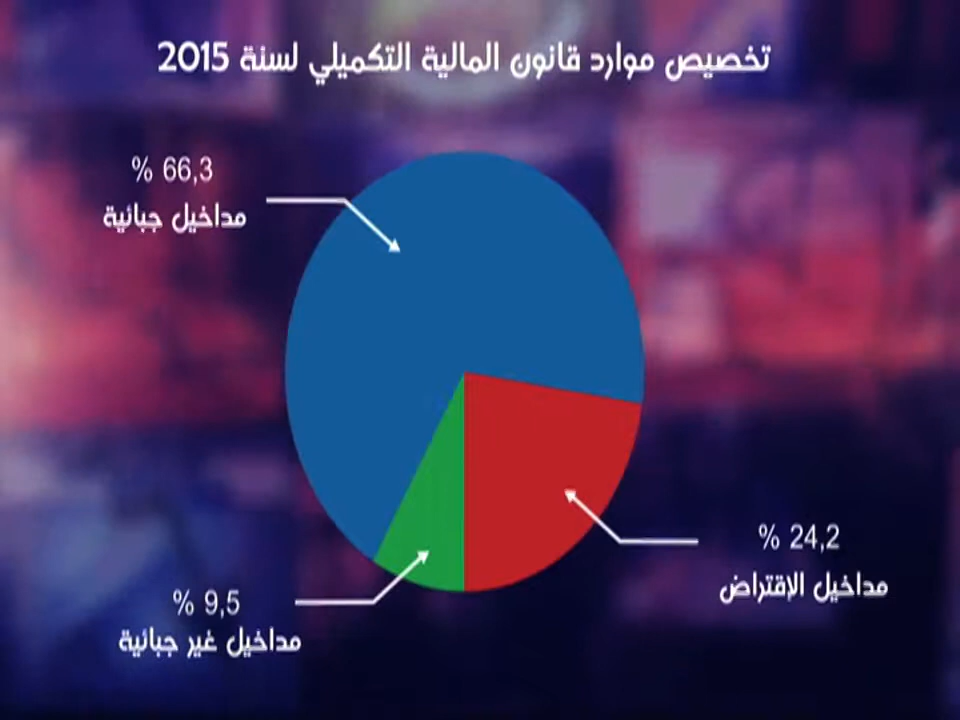 تخصيص موارد قانون المالية التكميلي لسنة 2015
% 66,3
مداخيل جبائية
% 24,2
مداخيل الإقتراض
% 9,5
مداخيل غير جبائية